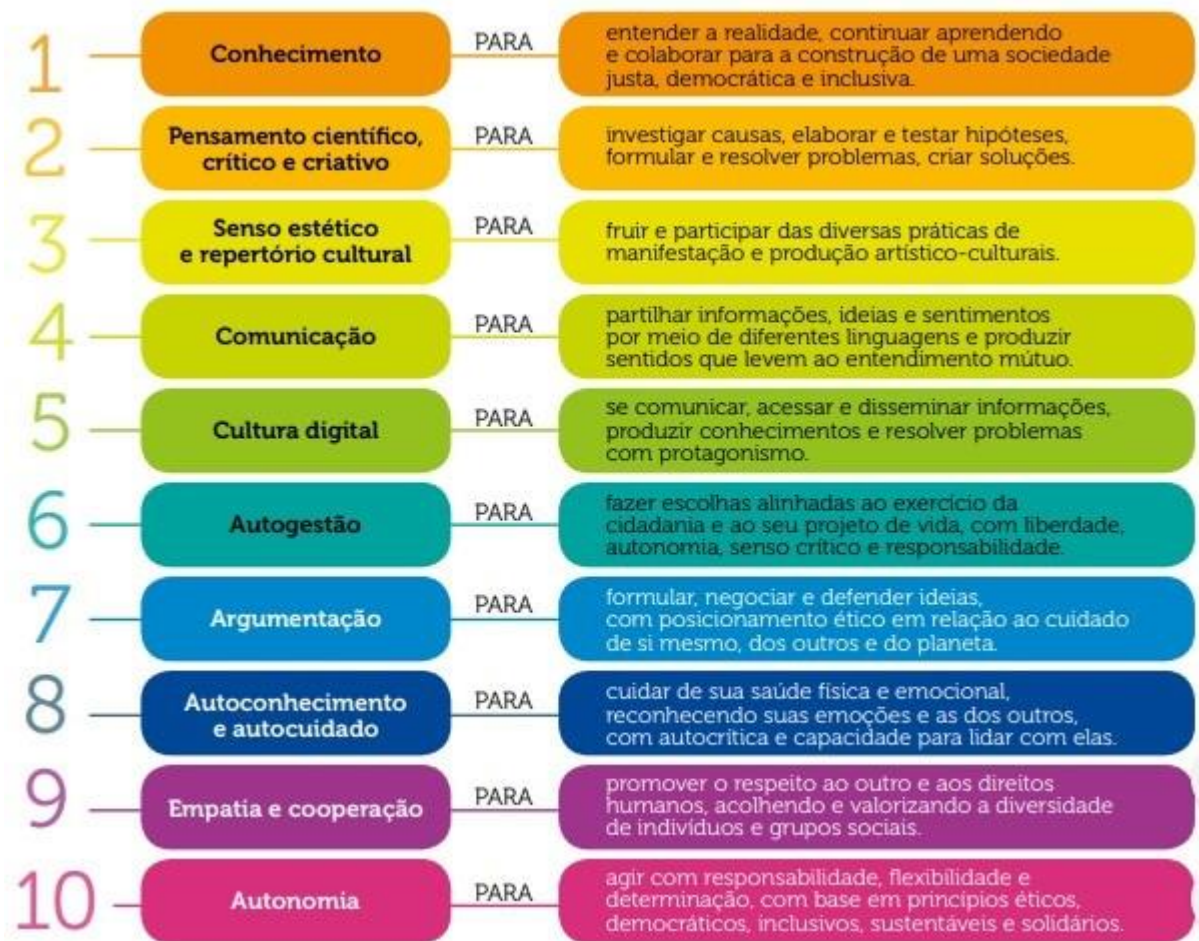 1
Conhecimento
PARA
entender a realidade, continuar aprendendo
e colaborar para a construção de uma sociedade
justa, democrática e inclusiva.
2
Pensamento científico,
crítico e criativo
PARA
investigar causas, elaborar e testar hipóteses,
formular e resolver problemas, criar soluções.
3
Senso estético
e repertório cultural
PARA
fruir e participar das diversas práticas de
manifestação e produção artístico-culturais.
4
Comunicação
PARA
partilhar informações, ideias e sentimentos
por meio de diferentes linguagens e produzir
sentidos que levem ao entendimento mútuo.
5
Cultura digital
PARA
se comunicar, acessar e disseminar informações,
produzir conhecimentos e resolver problemas
com protagonismo.
6
Autogestão
PARA
fazer escolhas alinhadas ao exercício da
cidadania e ao seu projeto de vida, com liberdade,
autonomia, senso crítico e responsabilidade.
7
Argumentação
PARA
formular, negociar e defender ideias,
com posicionamento ético em relação ao cuidado
de si mesmo, dos outros e do planeta.
8
Autoconhecimento
e autocuidado
PARA
cuidar de sua saúde física e emocional,
reconhecendo suas emoções e as dos outros,
com autocrítica e capacidade para lidar com elas.
9
Empatia e cooperação
PARA
promover o respeito ao outro e aos direitos
humanos, acolhendo e valorizando a diversidade
de indivíduos e grupos sociais.
10
Autonomia
PARA
agir com responsabilidade, flexibilidade e
determinação, com base em princípios éticos,
democráticos, inclusivos, sustentáveis e solidários.